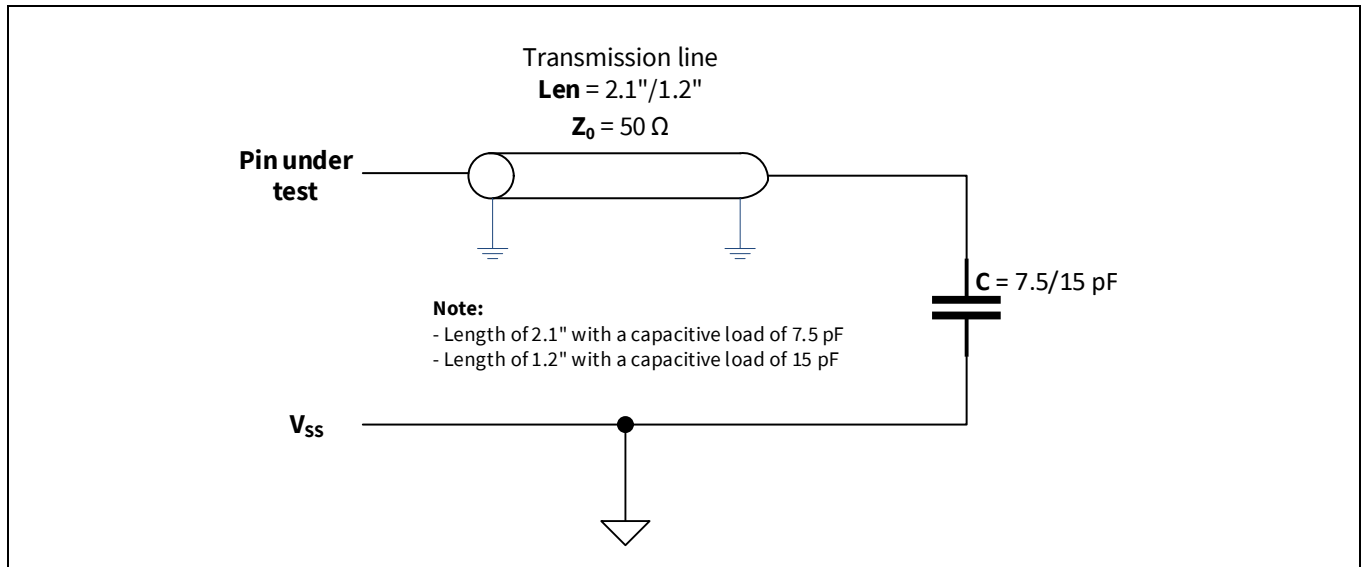 Transmission line
Len = 2.1"/1.2"
Z₀ = 50 Ω
Pin under
test
C = 7.5/15 pF
Note:
- Length of 2.1" with a capacitive load of 7.5 pF
- Length of 1.2" with a capacitive load of 15 pF
V_SS